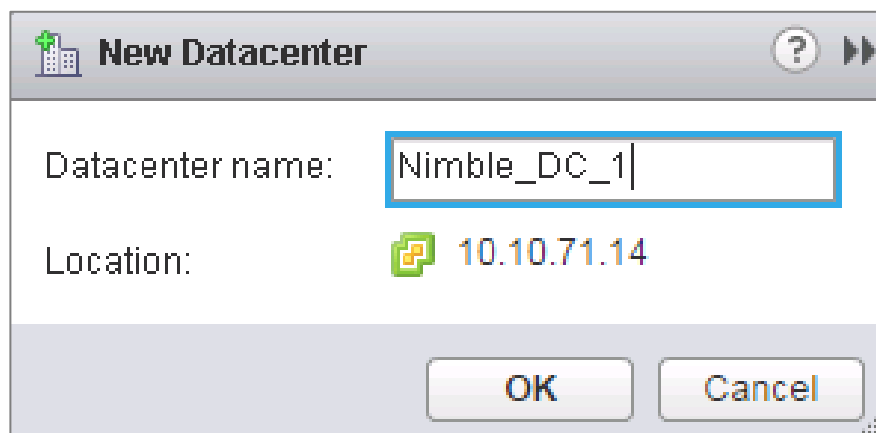 New Datacenter ?
Datacenter name: Nimble_DC_1
Location: 10.10.71.14
OK Cancel